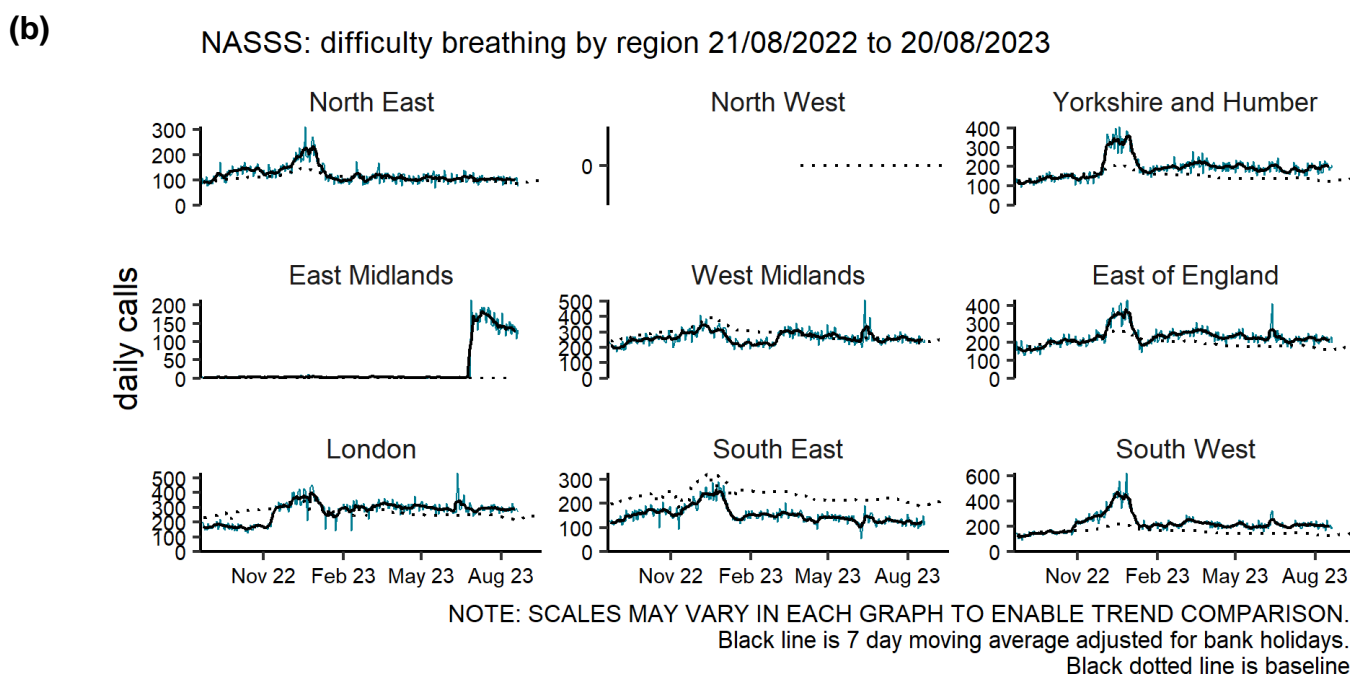 (b)
NASSS: difficulty breathing by region 21/08/2022 to 20/08/2023
North East
North West
Yorkshire and Humber
300
200
100
0
0
400
300
200
100
0
East Midlands
West Midlands
East of England
200
150
100
50
0
500
400
300
200
100
0
400
300
200
100
0
daily calls
London
South East
South West
500
400
300
200
100
0
300
200
100
0
600
400
200
0
Nov 22 Feb 23 May 23 Aug 23
Nov 22 Feb 23 May 23 Aug 23
Nov 22 Feb 23 May 23 Aug 23
NOTE: SCALES MAY VARY IN EACH GRAPH TO ENABLE TREND COMPARISON.
Black line is 7 day moving average adjusted for bank holidays.
Black dotted line is baseline